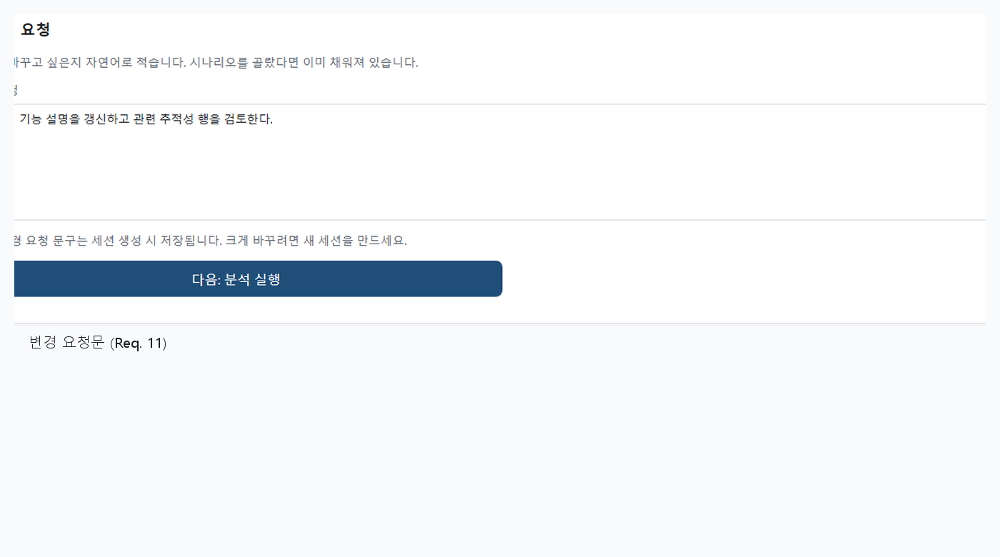 요청
바꾸고 싶은지 자연어로 적습니다. 시나리오를 골랐다면 이미 채워져 있습니다.
기능 설명을 갱신하고 관련 추적성 행을 검토한다.
경 요청 문구는 세션 생성 시 저장됩니다. 크게 바꾸려면 새 세션을 만드세요.
다음: 분석 실행
변경 요청문 (Req. 11)